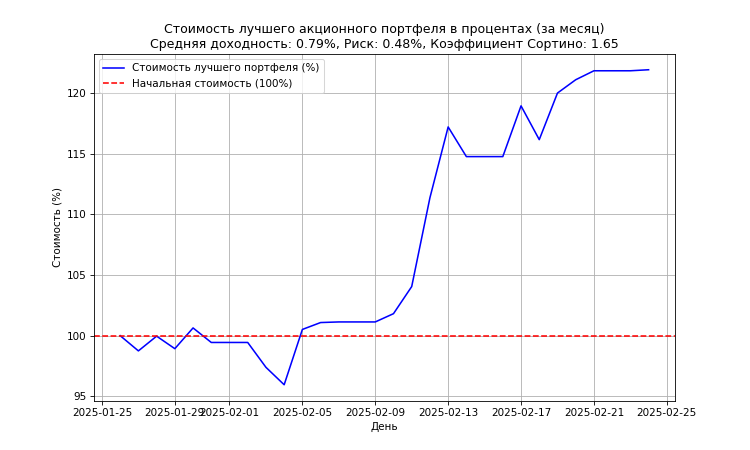 Стоимость лучшего акционного портфеля в процентах (за месяц)
Средняя доходность: 0.79%, Риск: 0.48%, Коэффициент Сортино: 1.65
Стоимость лучшего портфеля (%)
Начальная стоимость (100%)
Стоимость (%)
120
115
110
105
100
95
2025-01-25 2025-01-29 2025-02-01 2025-02-05 2025-02-09 2025-02-13 2025-02-17 2025-02-21 2025-02-25
День